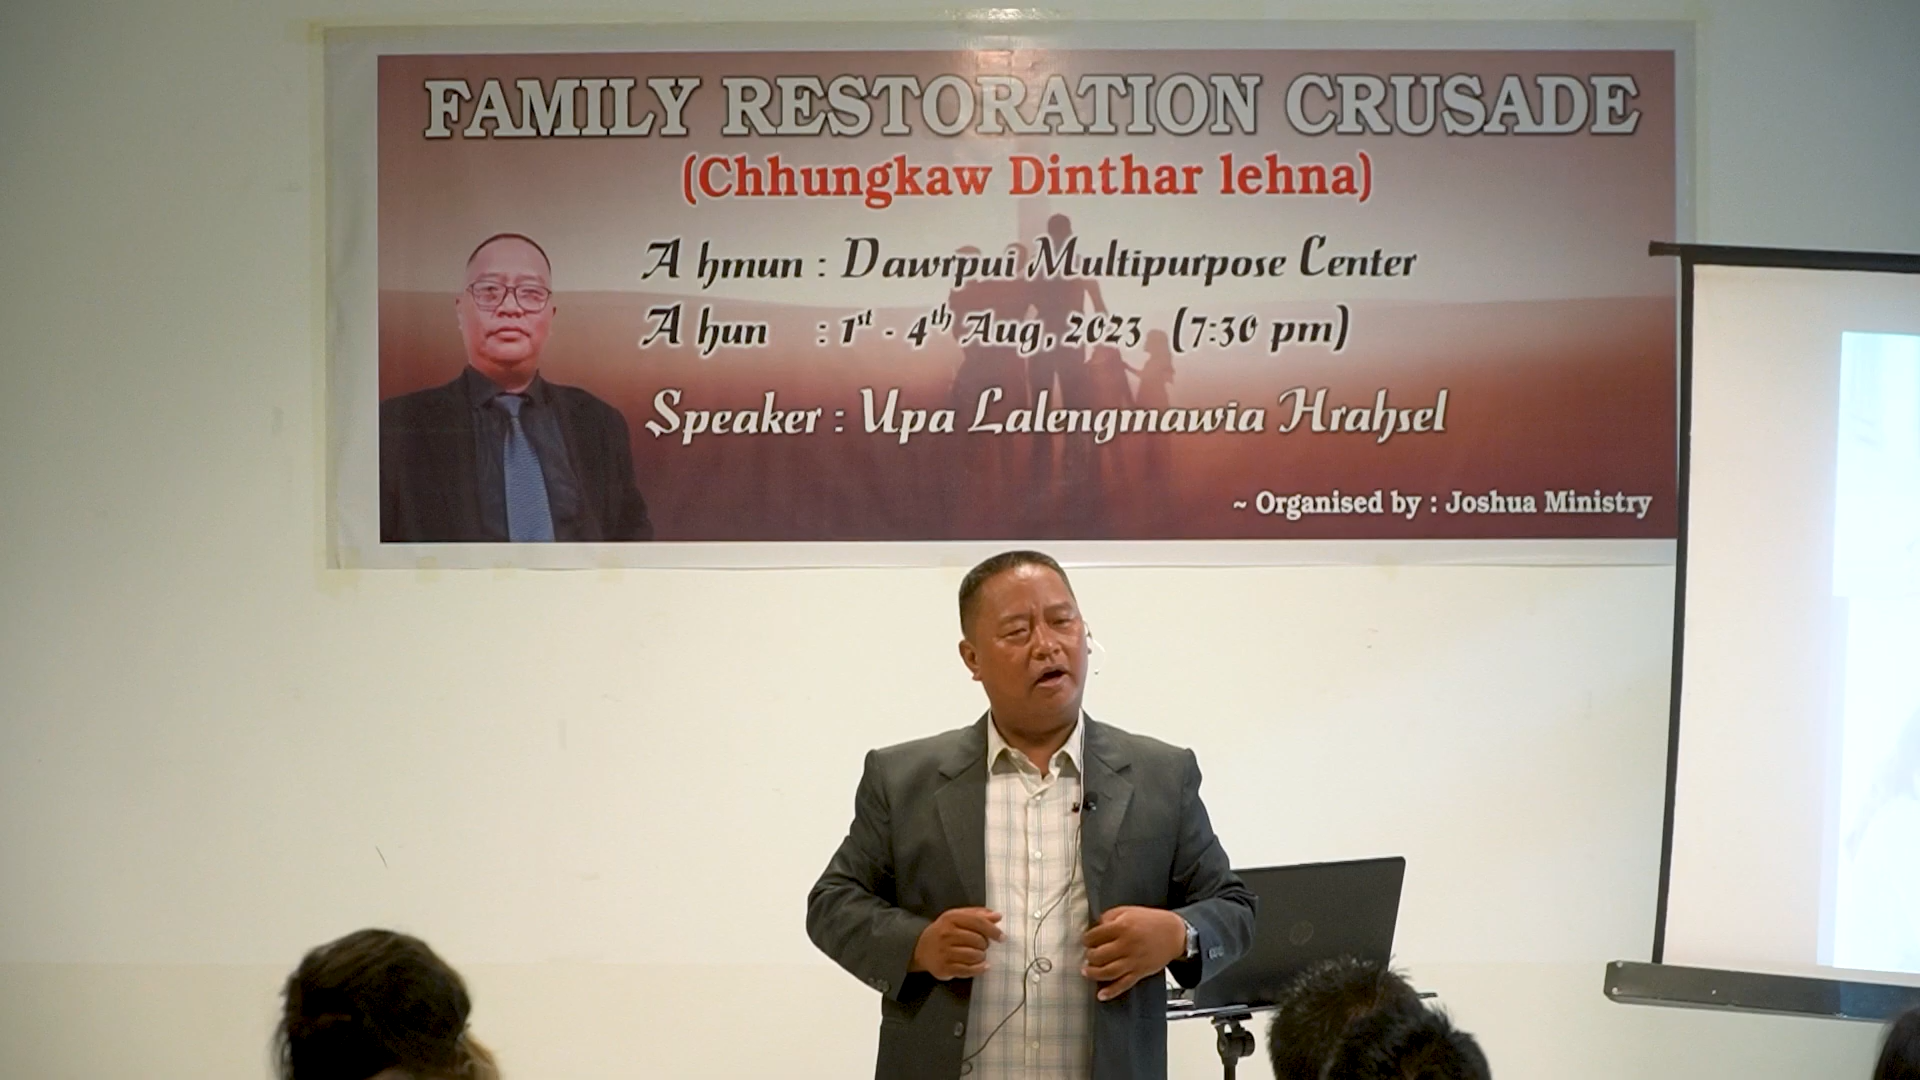 FAMILY RESTORATION CRUSADE
(Chhungkaw Dinthar lehna)
A hmun : Dawrpui Multipurpose Center
A hun : 1st - 4th Aug, 2023 (7:30 pm)
Speaker : Upa Lalengmawia Hrahsel
~ Organised by : Joshua Ministry